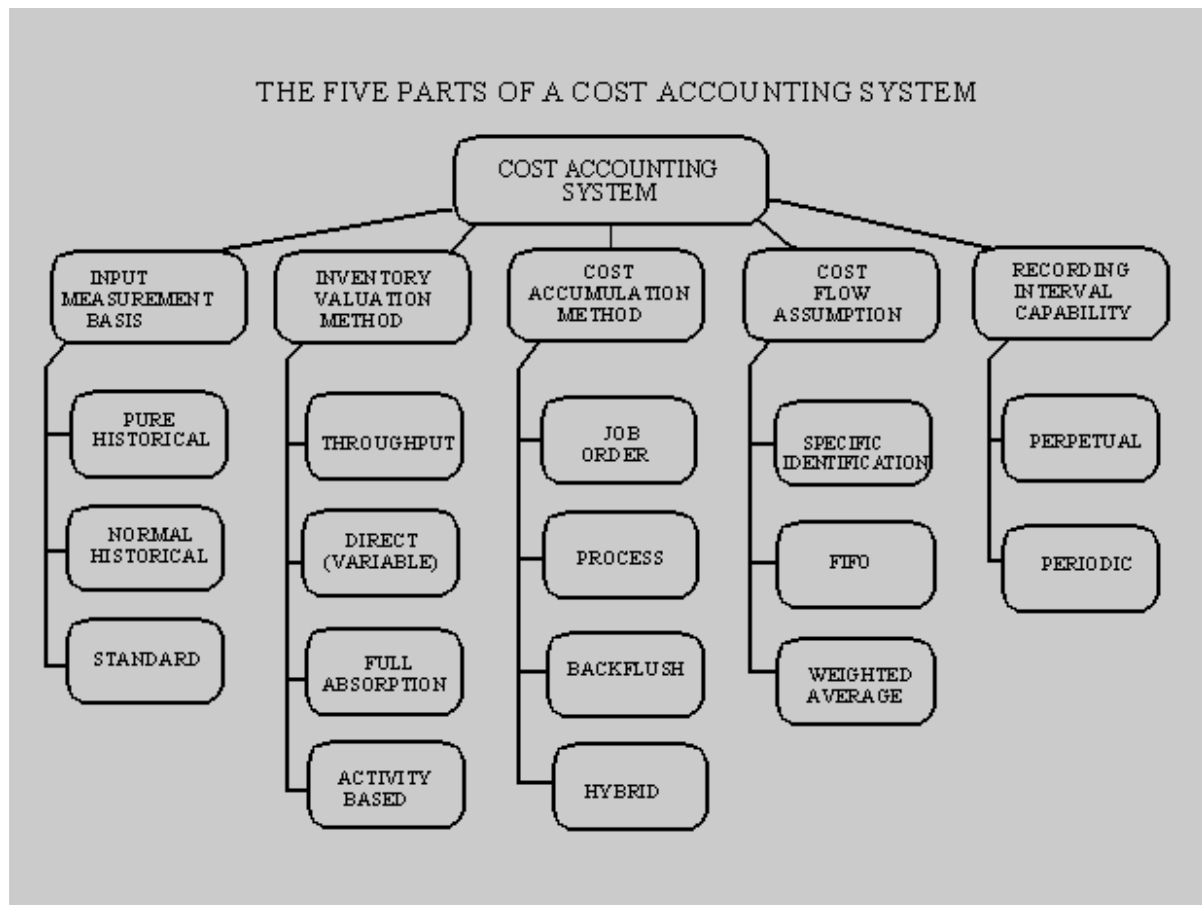 THE FIVE PARTS OF A COST ACCOUNTING SYSTEM
COST ACCOUNTING
SYSTEM
INPUT
MEASUREMENT
BASIS
INVENTORY
VALUATION
METHOD
COST
ACCUMULATION
METHOD
COST
FLOW
ASSUMPTION
RECORDING
INTERVAL
CAPABILITY
PURE
HISTORICAL
NORMAL
HISTORICAL
STANDARD
THROUGHPUT
DIRECT
(VARIABLE)
FULL
ABSORPTION
ACTIVITY
BASED
JOB
ORDER
PROCESS
BACKFLUSH
HYBRID
SPECIFIC
IDENTIFICATION
FIFO
WEIGHTED
AVERAGE
PERPETUAL
PERIODIC